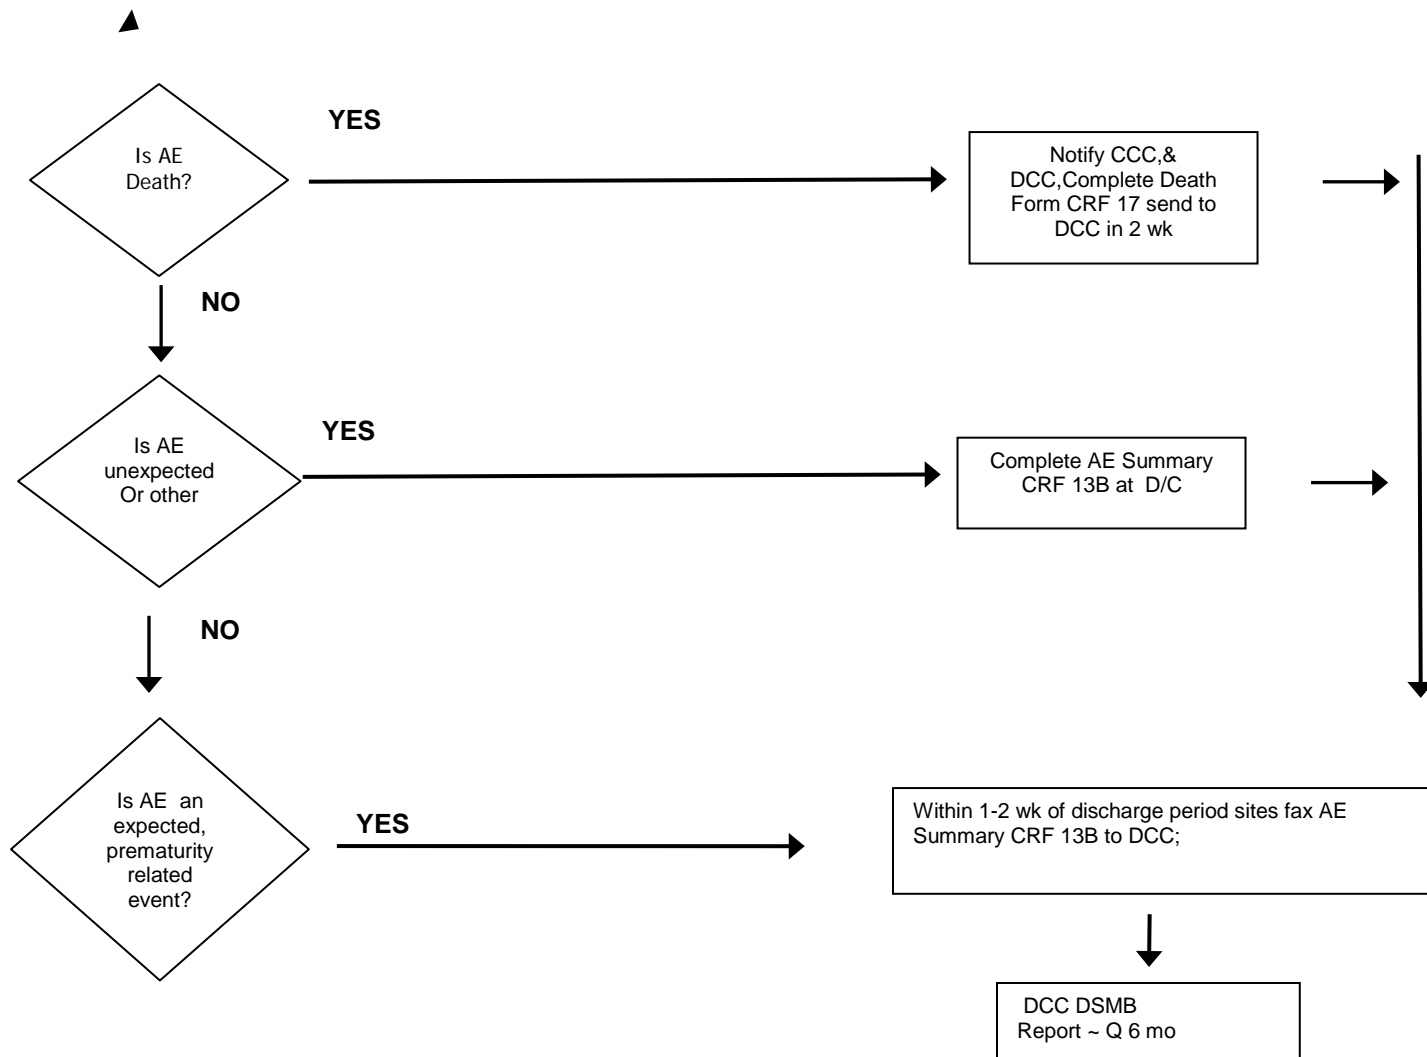 Is AE
Death?
YES
Notify CCC,&
DCC,Complete Death
Form CRF 17 send to
DCC in 2 wk
NO
Is AE
unexpected
Or other
YES
Complete AE Summary
CRF 13B at D/C
NO
Is AE an
expected,
prematurity
related
event?
YES
Within 1-2 wk of discharge period sites fax AE
Summary CRF 13B to DCC;
DCC DSMB
Report ~ Q 6 mo